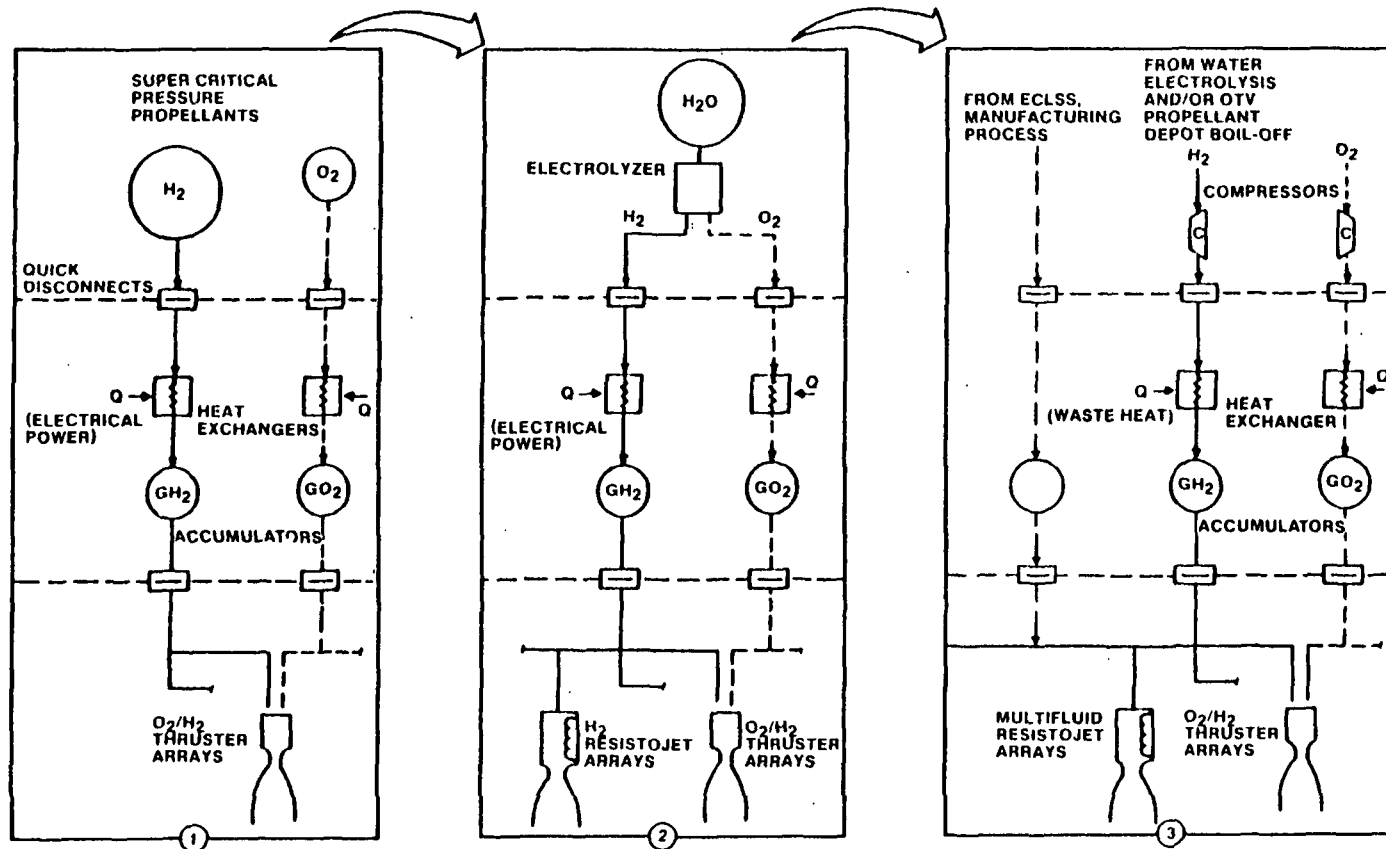 SUPER CRITICAL
PRESSURE
PROPELLANTS
H2
O2
QUICK
DISCONNECTS
Q
(ELECTRICAL
POWER)
HEAT
EXCHANGERS
Q
GH2
GO2
ACCUMULATORS
O2/H2
THRUSTER
ARRAYS
1
H2O
ELECTROLYZER
H2
O2
Q
(ELECTRICAL
POWER)
Q
GH2
GO2
H2
RESISTOJET
ARRAYS
O2/H2
THRUSTER
ARRAYS
2
FROM ECLSS,
MANUFACTURING
PROCESS
FROM WATER
ELECTROLYSIS
AND/OR OTV
PROPELLANT
DEPOT BOIL-OFF
H2
O2
COMPRESSORS
C
C
Q
(WASTE HEAT)
HEAT
EXCHANGER
Q
GH2
GO2
ACCUMULATORS
MULTIFLUID
RESISTOJET
ARRAYS
O2/H2
THRUSTER
ARRAYS
3